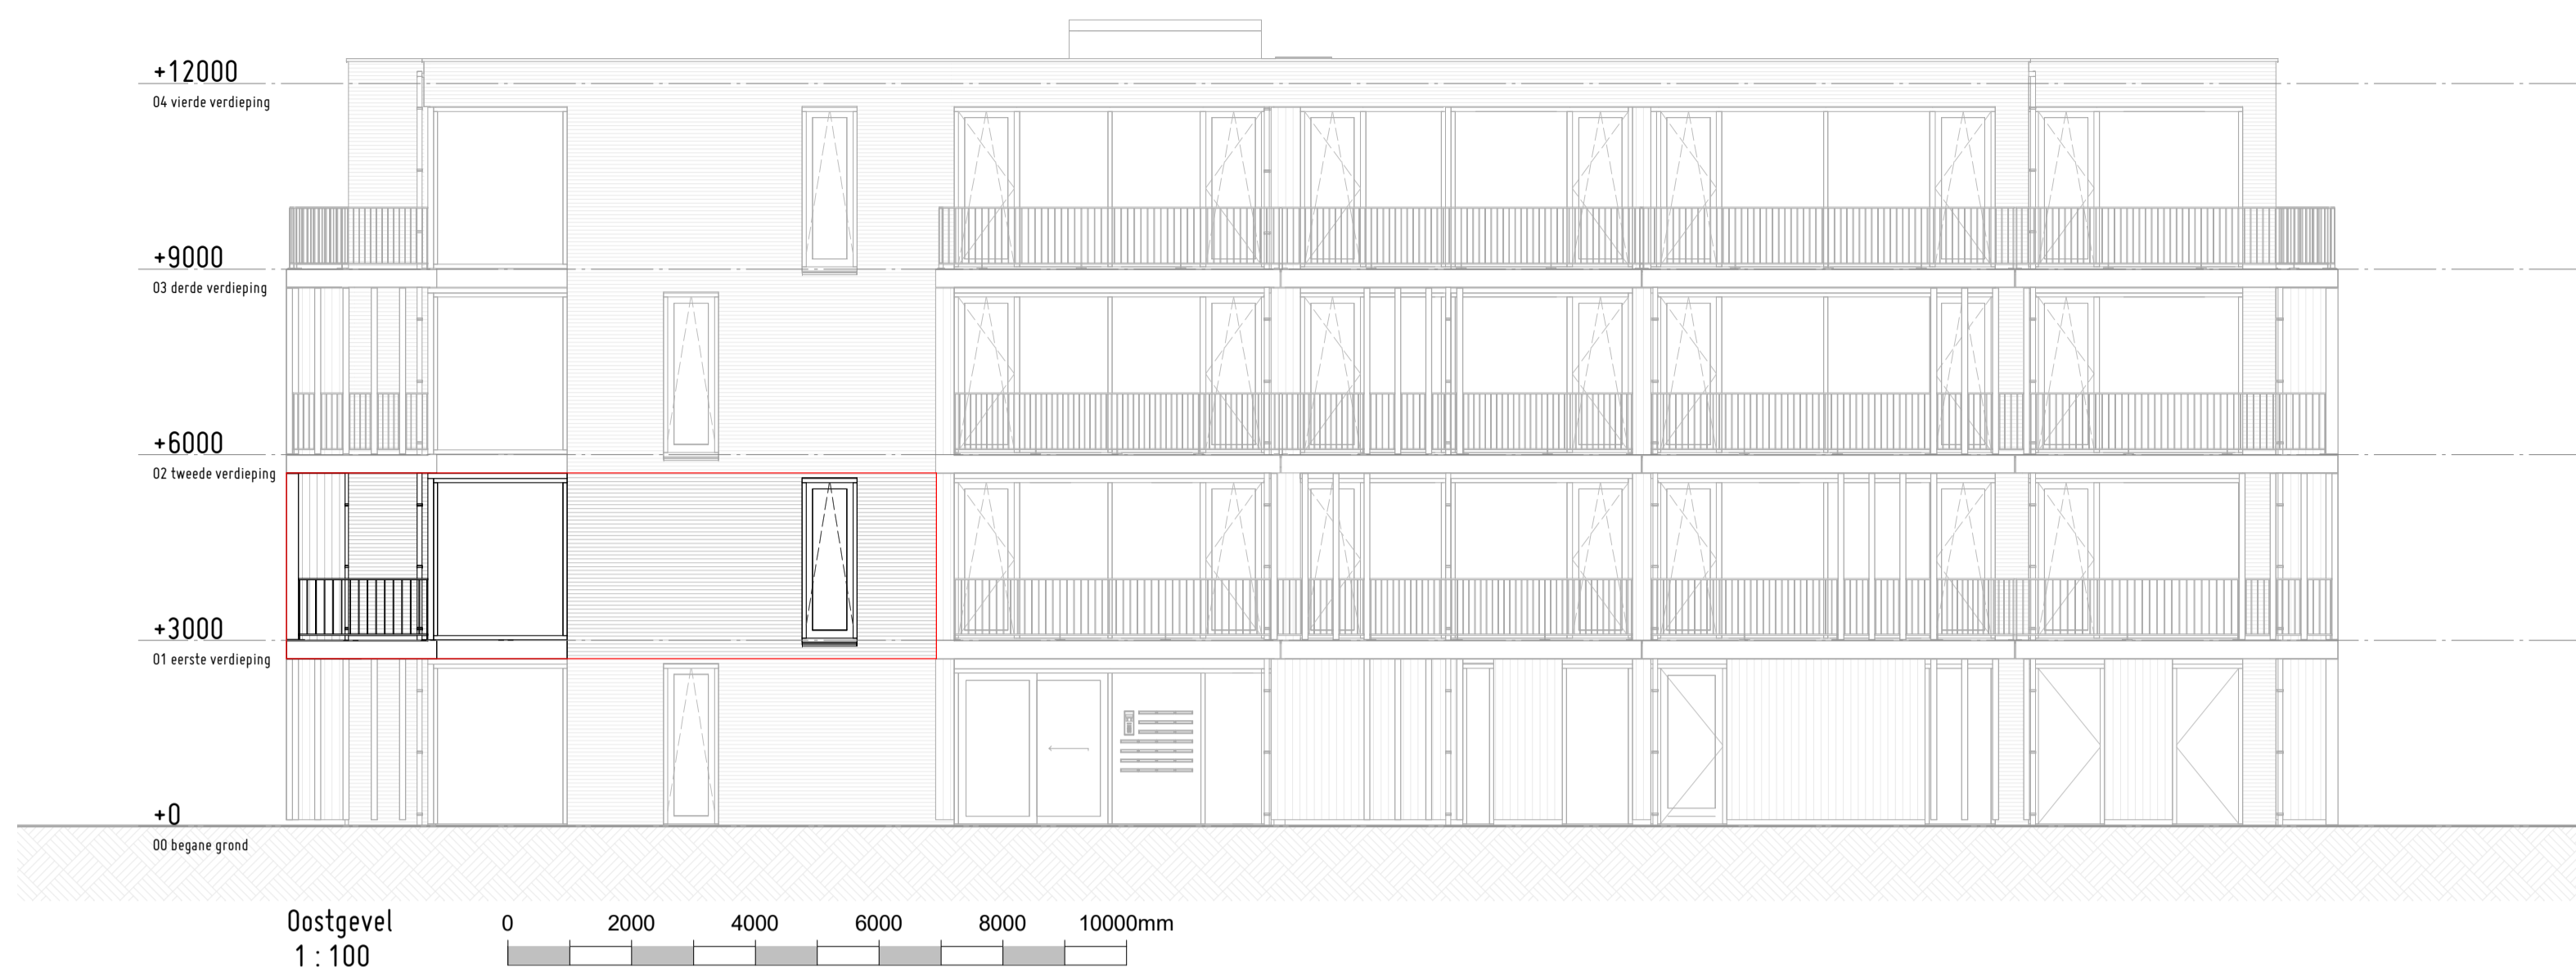 +12000
04 vierde verdieping
+9000
03 derde verdieping
+6000
02 tweede verdieping
+3000
01 eerste verdieping
+0
00 begane grond
Oostgevel
1 : 100
0 2000 4000 6000 8000 10000mm